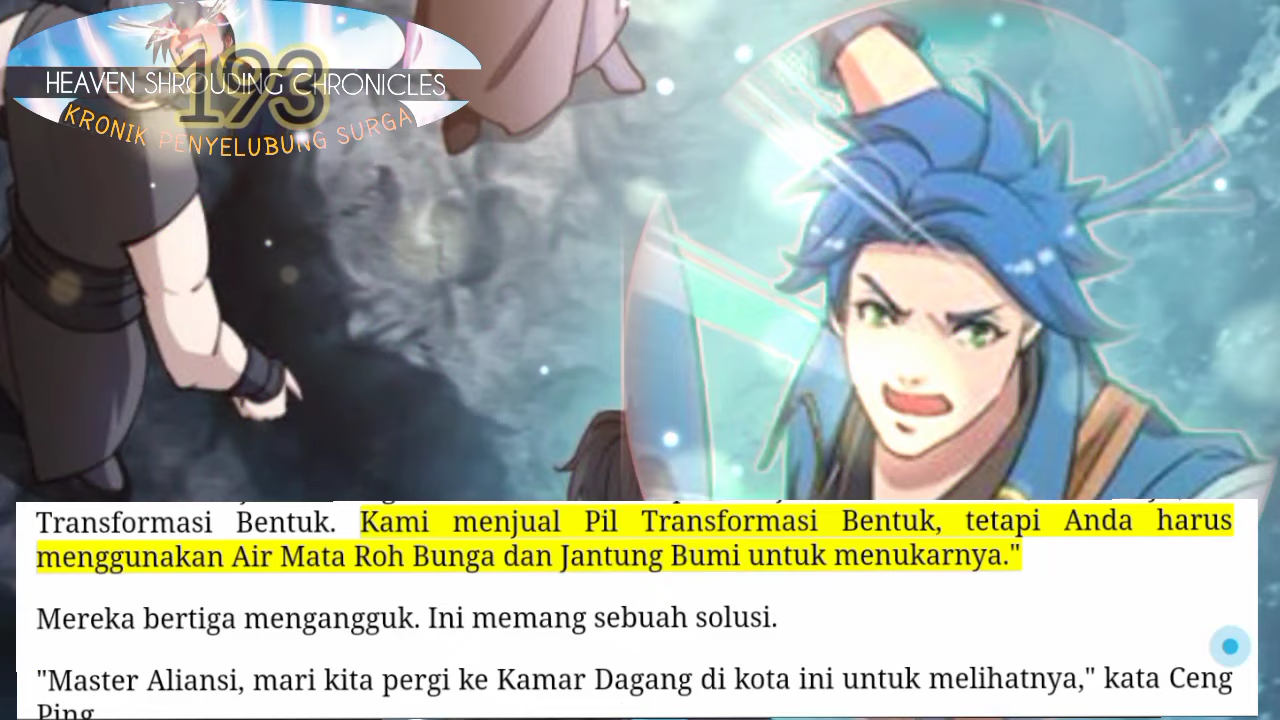 193
HEAVEN SHROUDING CHRONICLES
KRONIK PENYELUBUNG SURGA
Transformasi Bentuk. Kami menjual Pil Transformasi Bentuk, tetapi Anda harus
menggunakan Air Mata Roh Bunga dan Jantung Bumi untuk menukarnya."
Mereka bertiga mengangguk. Ini memang sebuah solusi.
"Master Aliansi, mari kita pergi ke Kamar Dagang di kota ini untuk melihatnya," kata Ceng
Ping